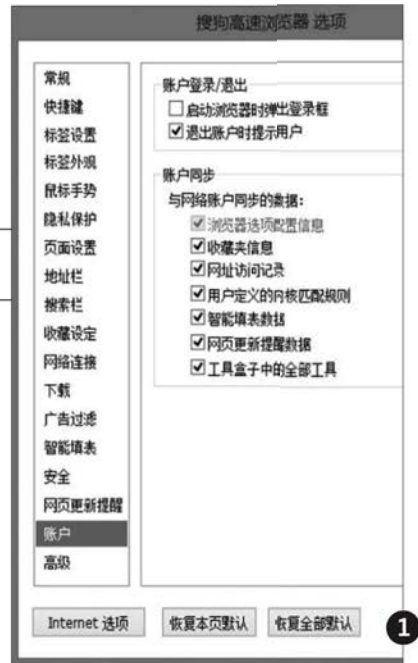 搜狗高速浏览器 选项
常规
快捷键
标签设置
标签外观
鼠标手势
隐私保护
页面设置
地址栏
搜索栏
收藏设定
网络连接
下载
广告过滤
智能填表
安全
网页更新提醒
账户
高级
账户登录/退出
启动浏览器时弹出登录框
退出账户时提示用户
账户同步
与网络账户同步的数据:
浏览器选项配置信息
收藏夹信息
网址访问记录
用户定义的内核匹配规则
智能填表数据
网页更新提醒数据
工具盒子中的全部工具
Internet 选项
恢复本页默认
恢复全部默认
1